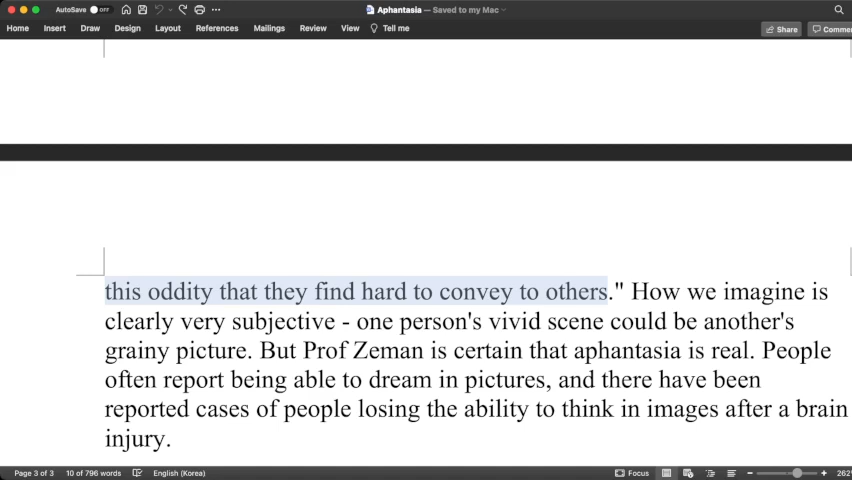 AutoSave OFF Aphantasia — Saved to my Mac
Home Insert Draw Design Layout References Mailings Review View Tell me Share
this oddity that they find hard to convey to others." How we imagine is
clearly very subjective - one person's vivid scene could be another's
grainy picture. But Prof Zeman is certain that aphantasia is real. People
often report being able to dream in pictures, and there have been
reported cases of people losing the ability to think in images after a brain
injury.
Page 3 of 3 10 of 796 words English (Korea) Focus